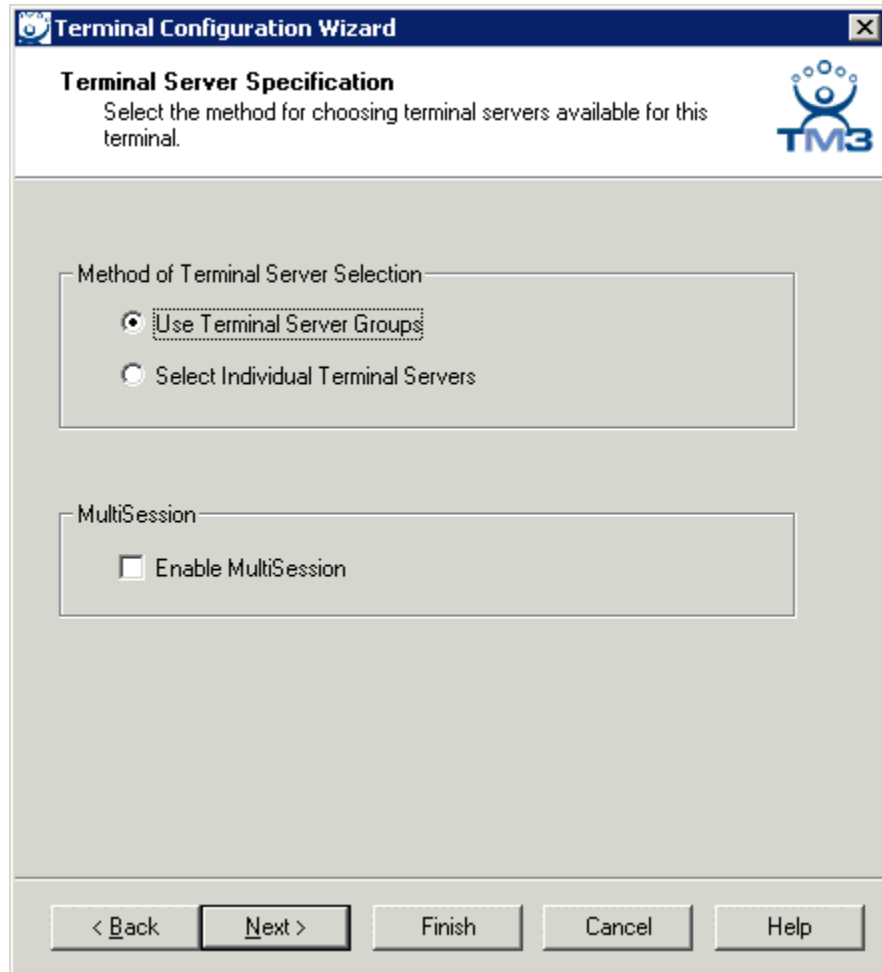 Terminal Configuration Wizard
Terminal Server Specification
Select the method for choosing terminal servers available for this
terminal.
TM3
Method of Terminal Server Selection
Use Terminal Server Groups
Select Individual Terminal Servers
MultiSession
Enable MultiSession
< Back
Next >
Finish
Cancel
Help